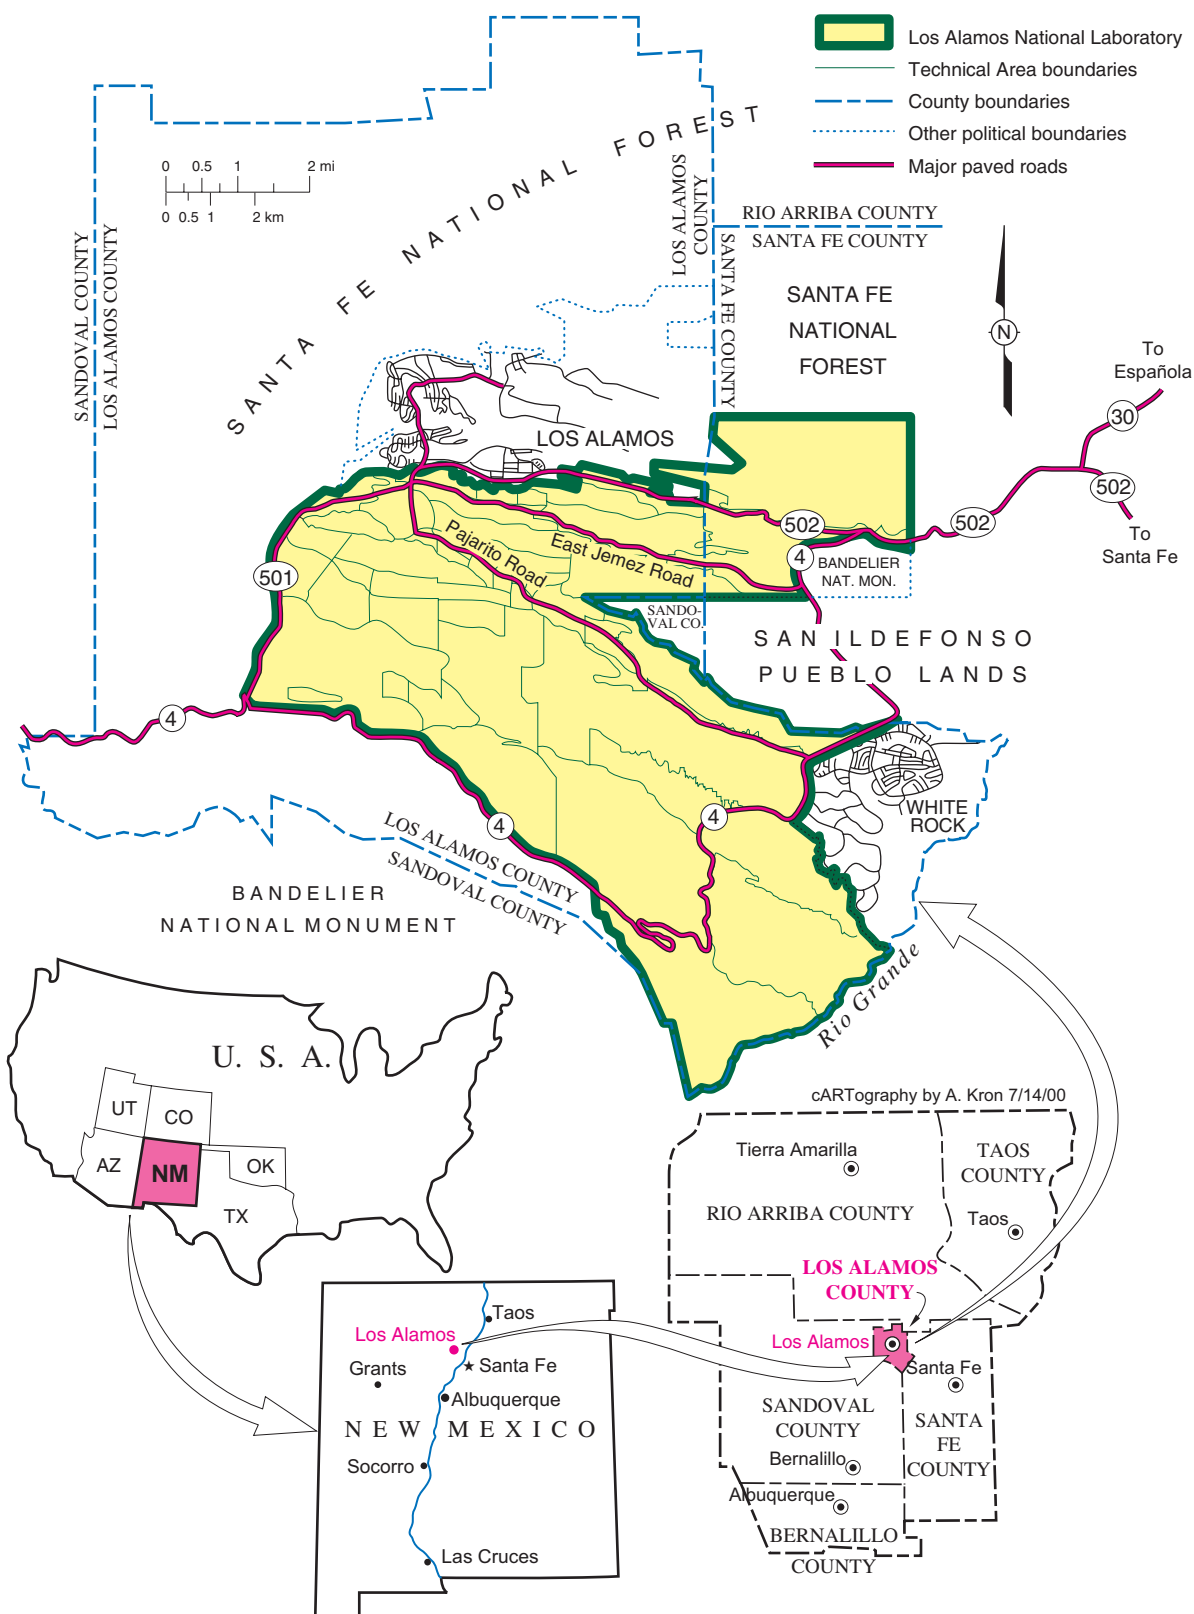 Los Alamos National Laboratory
Technical Area boundaries
County boundaries
Other political boundaries
Major paved roads
0 0.5 1 2 mi
0 0.5 1 2 km
SANTA FE NATIONAL FOREST
SANDOVAL COUNTY
LOS ALAMOS COUNTY
LOS ALAMOS
COUNTY
SANTA FE COUNTY
RIO ARRIBA COUNTY
SANTA FE COUNTY
SANTA FE
NATIONAL
FOREST
N
To
Española
30
502
To
Santa Fe
502
502
LOS ALAMOS
4
BANDELIER
NAT. MON.
Pajarito Road
East Jemez Road
501
SANDO-
VAL CO.
SAN ILDEFONSO
PUEBLO LANDS
4
WHITE
ROCK
4
4
LOS ALAMOS COUNTY
SANDOVAL COUNTY
BANDELIER
NATIONAL MONUMENT
Rio Grande
cARTography by A. Kron 7/14/00
U. S. A.
UT
CO
AZ
NM
OK
TX
Taos
Los Alamos
Santa Fe
Grants
Albuquerque
NEW MEXICO
Socorro
Las Cruces
Tierra Amarilla
TAOS
COUNTY
RIO ARRIBA COUNTY
Taos
LOS ALAMOS
COUNTY
Los Alamos
Santa Fe
SANDOVAL
COUNTY
SANTA
FE
COUNTY
Bernalillo
Albuquerque
BERNALILLO
COUNTY